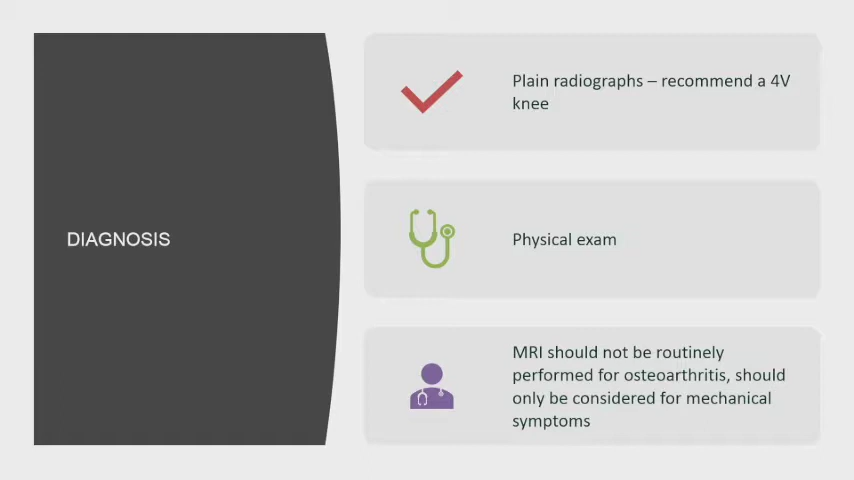 DIAGNOSIS
Plain radiographs – recommend a 4V
knee
Physical exam
MRI should not be routinely
performed for osteoarthritis, should
only be considered for mechanical
symptoms